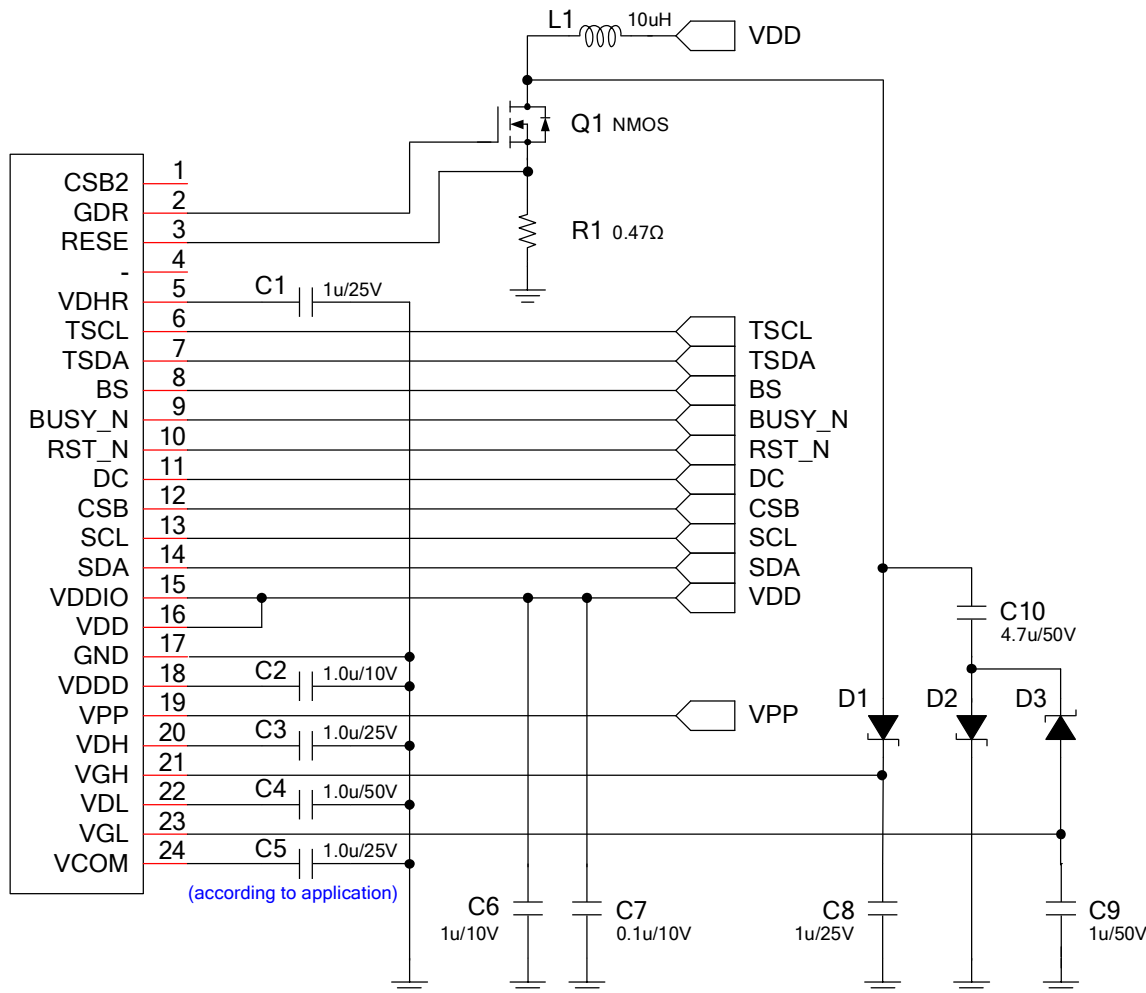 L1 10uH VDD
Q1 NMOS
R1 0.47Ω
CSB2 1
GDR 2
RESE 3
- 4
VDHR 5 C1 1u/25V
TSCL 6 TSCL
TSDA 7 TSDA
BS 8 BS
BUSY_N 9 BUSY_N
RST_N 10 RST_N
DC 11 DC
CSB 12 CSB
SCL 13 SCL
SDA 14 SDA
VDDIO 15 VDD
VDD 16
GND 17
VDDD 18 C2 1.0u/10V
VPP 19 VPP
VDH 20 C3 1.0u/25V
VGH 21
VDL 22 C4 1.0u/50V
VGL 23
VCOM 24 C5 1.0u/25V
(according to application)
C10
4.7u/50V
D1 D2 D3
C6 C7 C8 C9
1u/10V 0.1u/10V 1u/25V 1u/50V